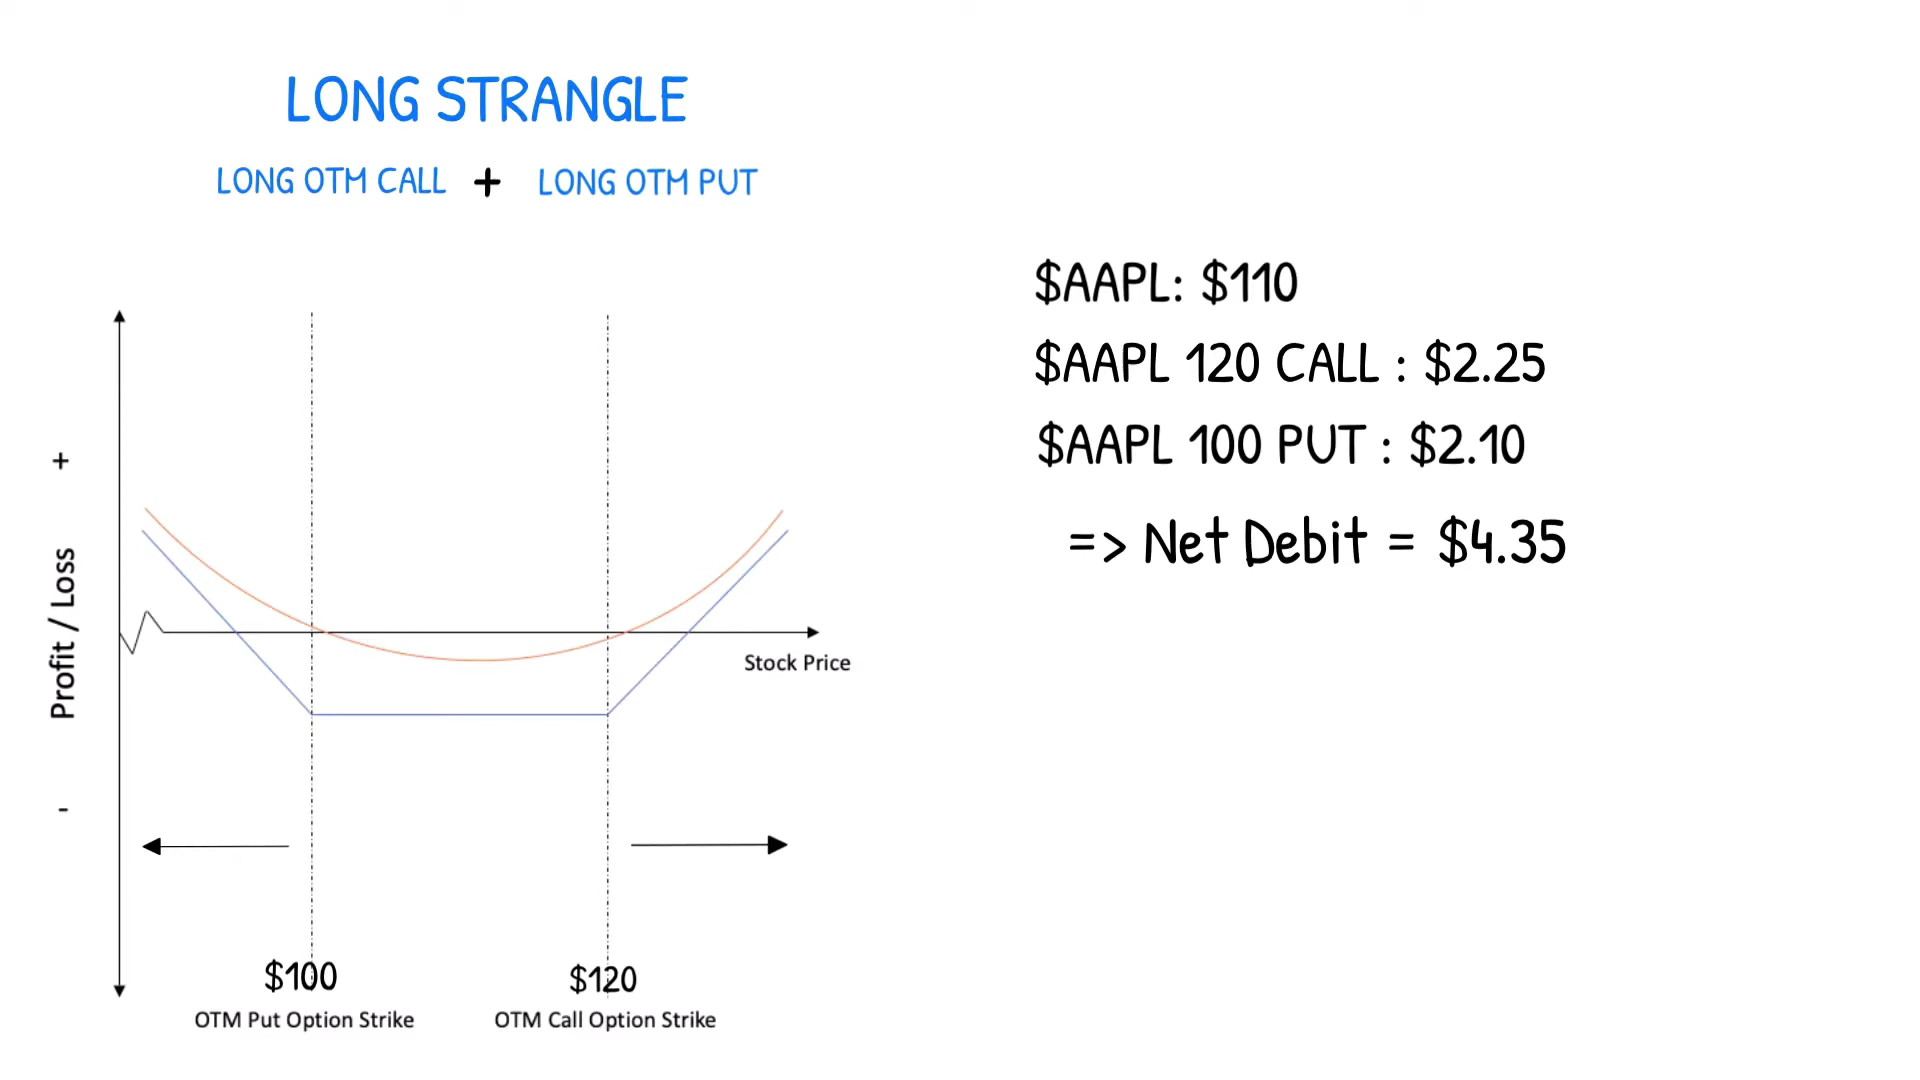 LONG STRANGLE
LONG OTM CALL + LONG OTM PUT
$AAPL: $110
$AAPL 120 CALL : $2.25
$AAPL 100 PUT : $2.10
=> Net Debit = $4.35
+
Profit / Loss
-
Stock Price
$100
$120
OTM Put Option Strike
OTM Call Option Strike